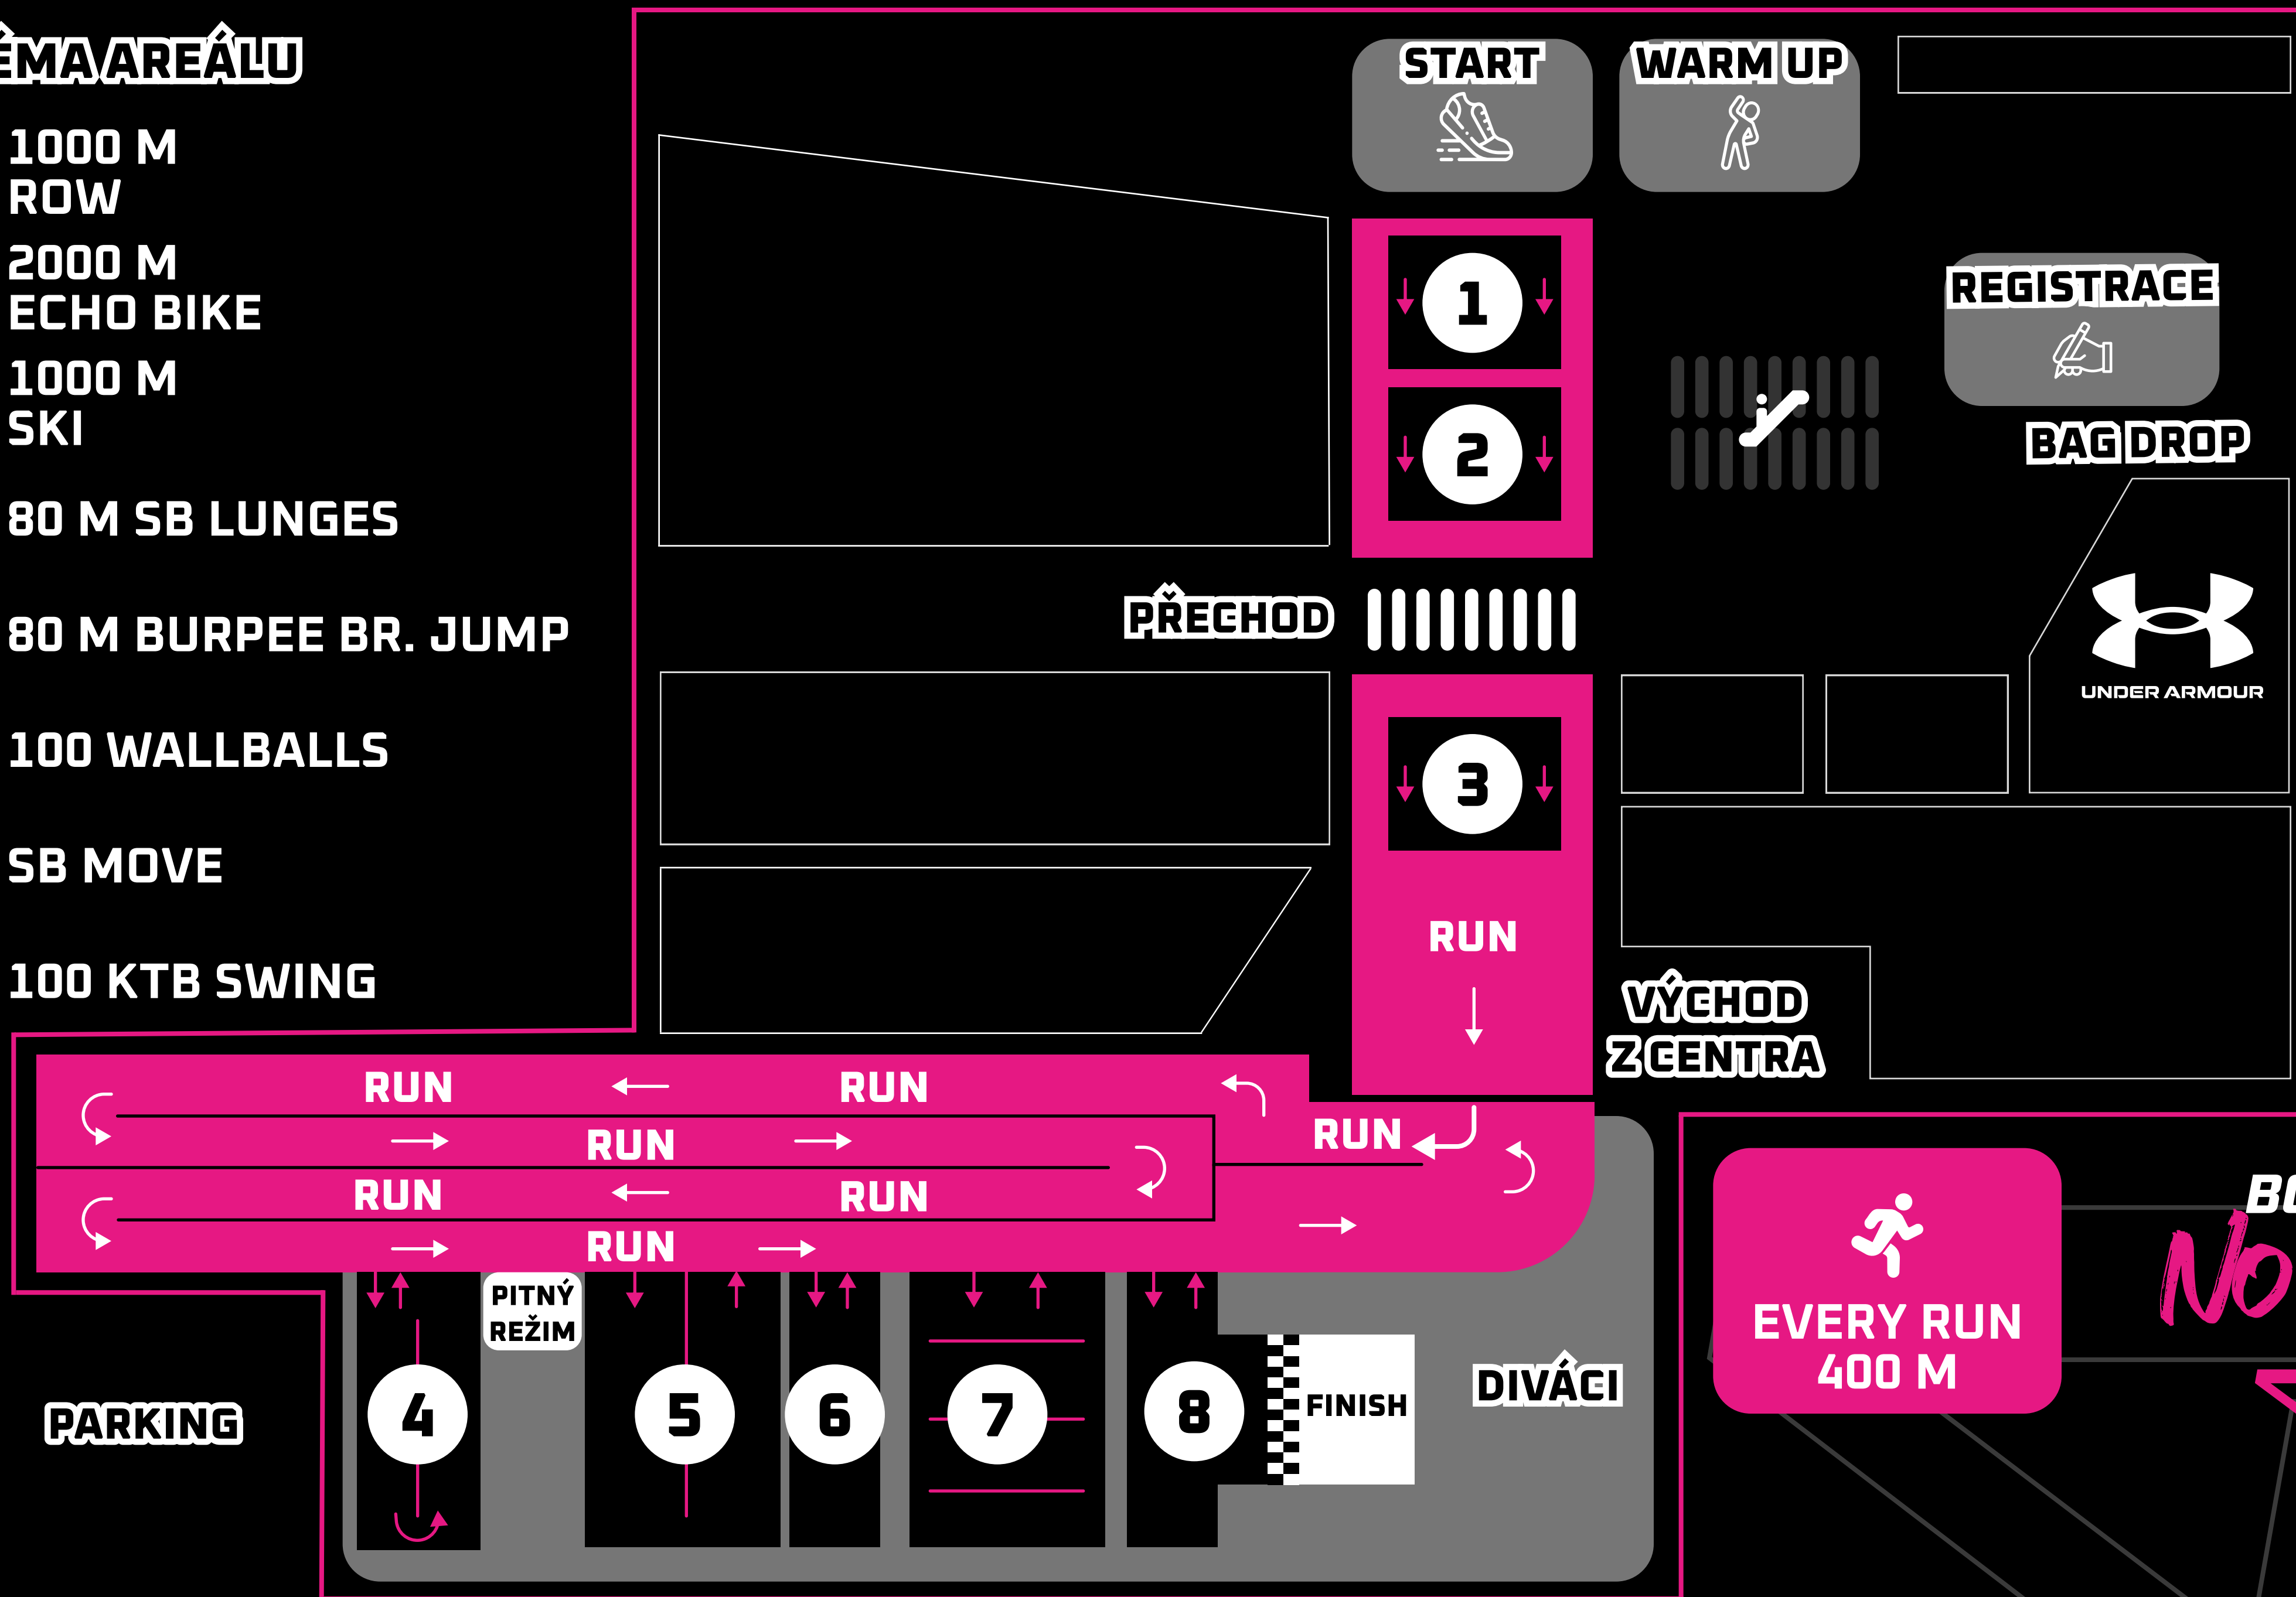 ÉMA AREÁLU
1000 M
ROW
2000 M
ECHO BIKE
1000 M
SKI
80 M SB LUNGES
80 M BURPEE BR. JUMP
100 WALLBALLS
SB MOVE
100 KTB SWING
START
WARM UP
1
2
REGISTRACE
BAG DROP
PŘECHOD
UNDER ARMOUR
3
RUN
VÝCHOD
Z CENTRA
RUN
RUN
RUN
RUN
RUN
RUN
RUN
PITNÝ
REŽIM
4
5
6
7
8
FINISH
DIVÁCI
PARKING
EVERY RUN
400 M
No